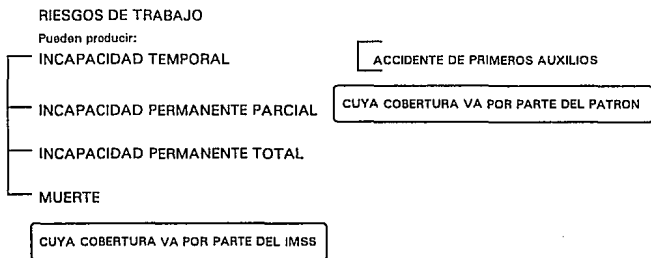 RIESGOS DE TRABAJO
Pueden producir:
INCAPACIDAD TEMPORAL
ACCIDENTE DE PRIMEROS AUXILIOS
INCAPACIDAD PERMANENTE PARCIAL
CUYA COBERTURA VA POR PARTE DEL PATRON
INCAPACIDAD PERMANENTE TOTAL
MUERTE
CUYA COBERTURA VA POR PARTE DEL IMSS